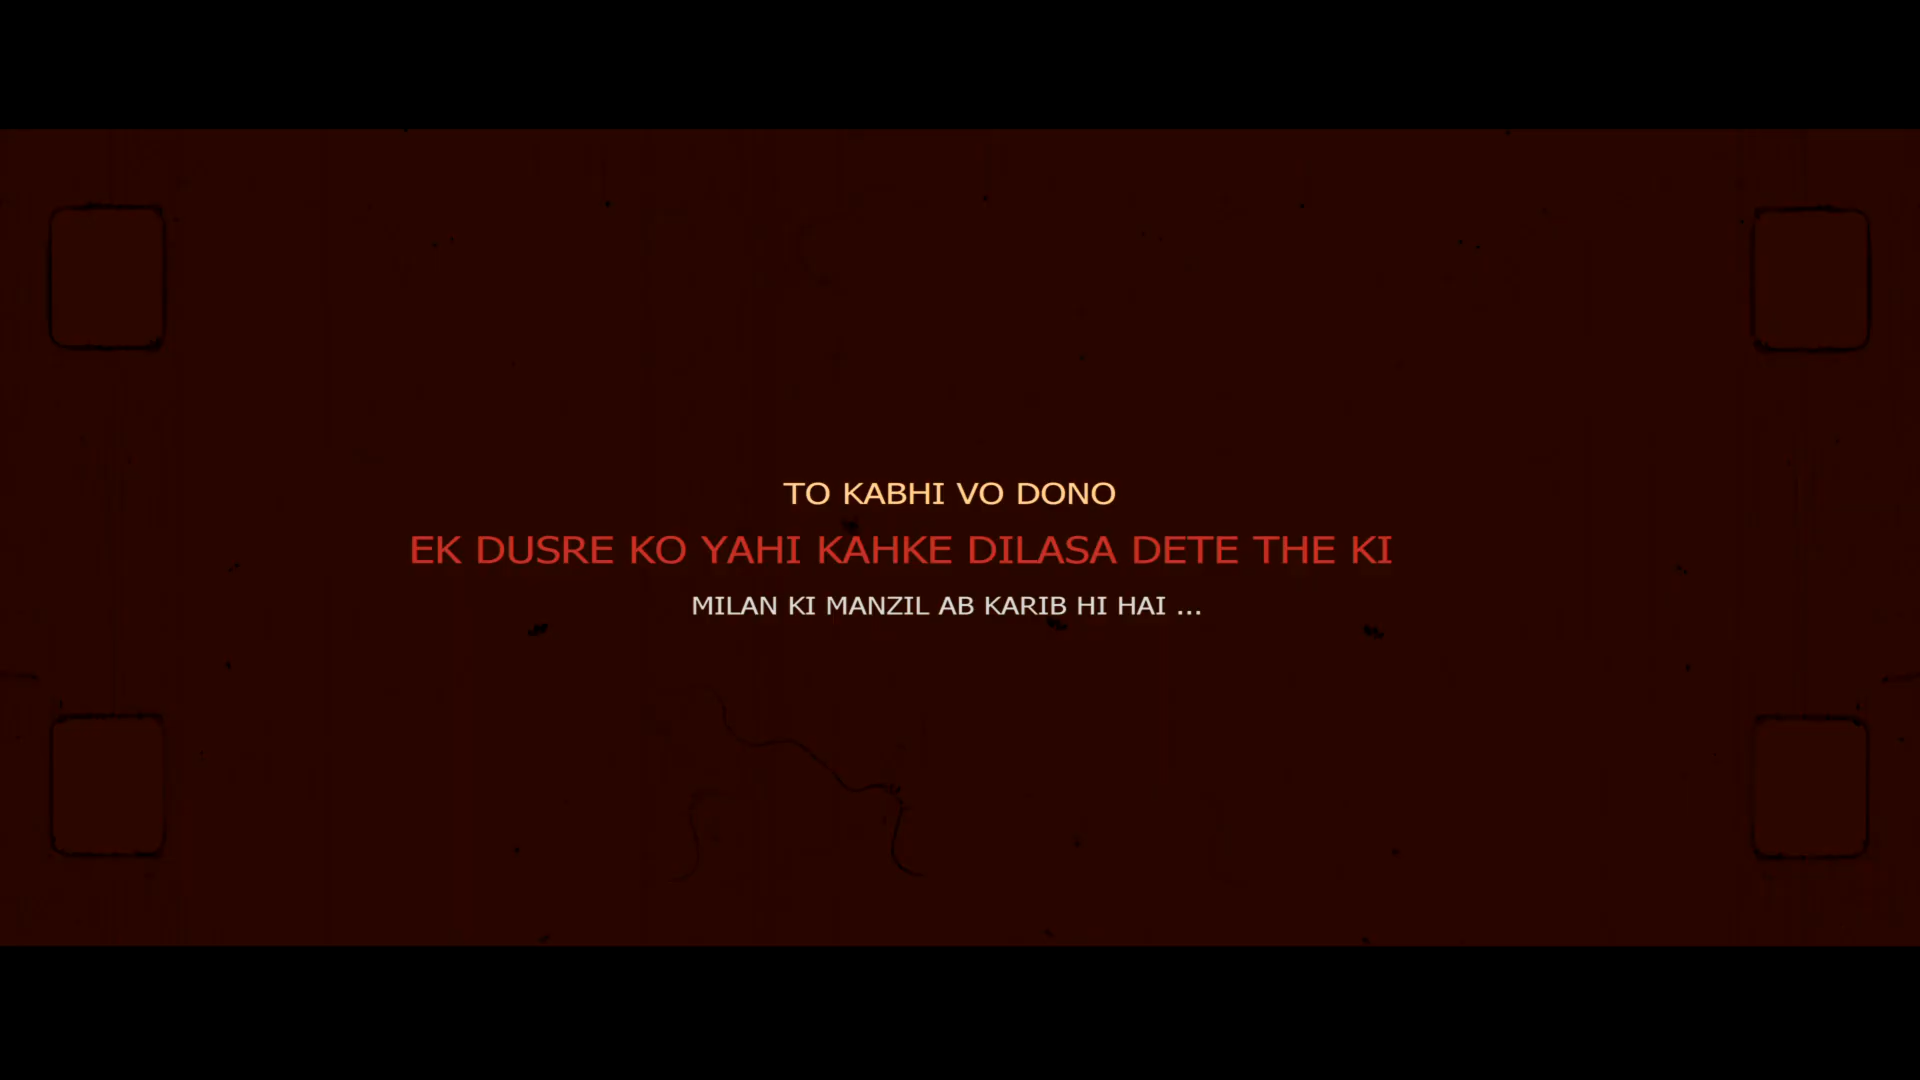 TO KABHI VO DONO
EK DUSRE KO YAHI KAHKE DILASA DETE THE KI
MILAN KI MANZIL AB KARIB HI HAI ...